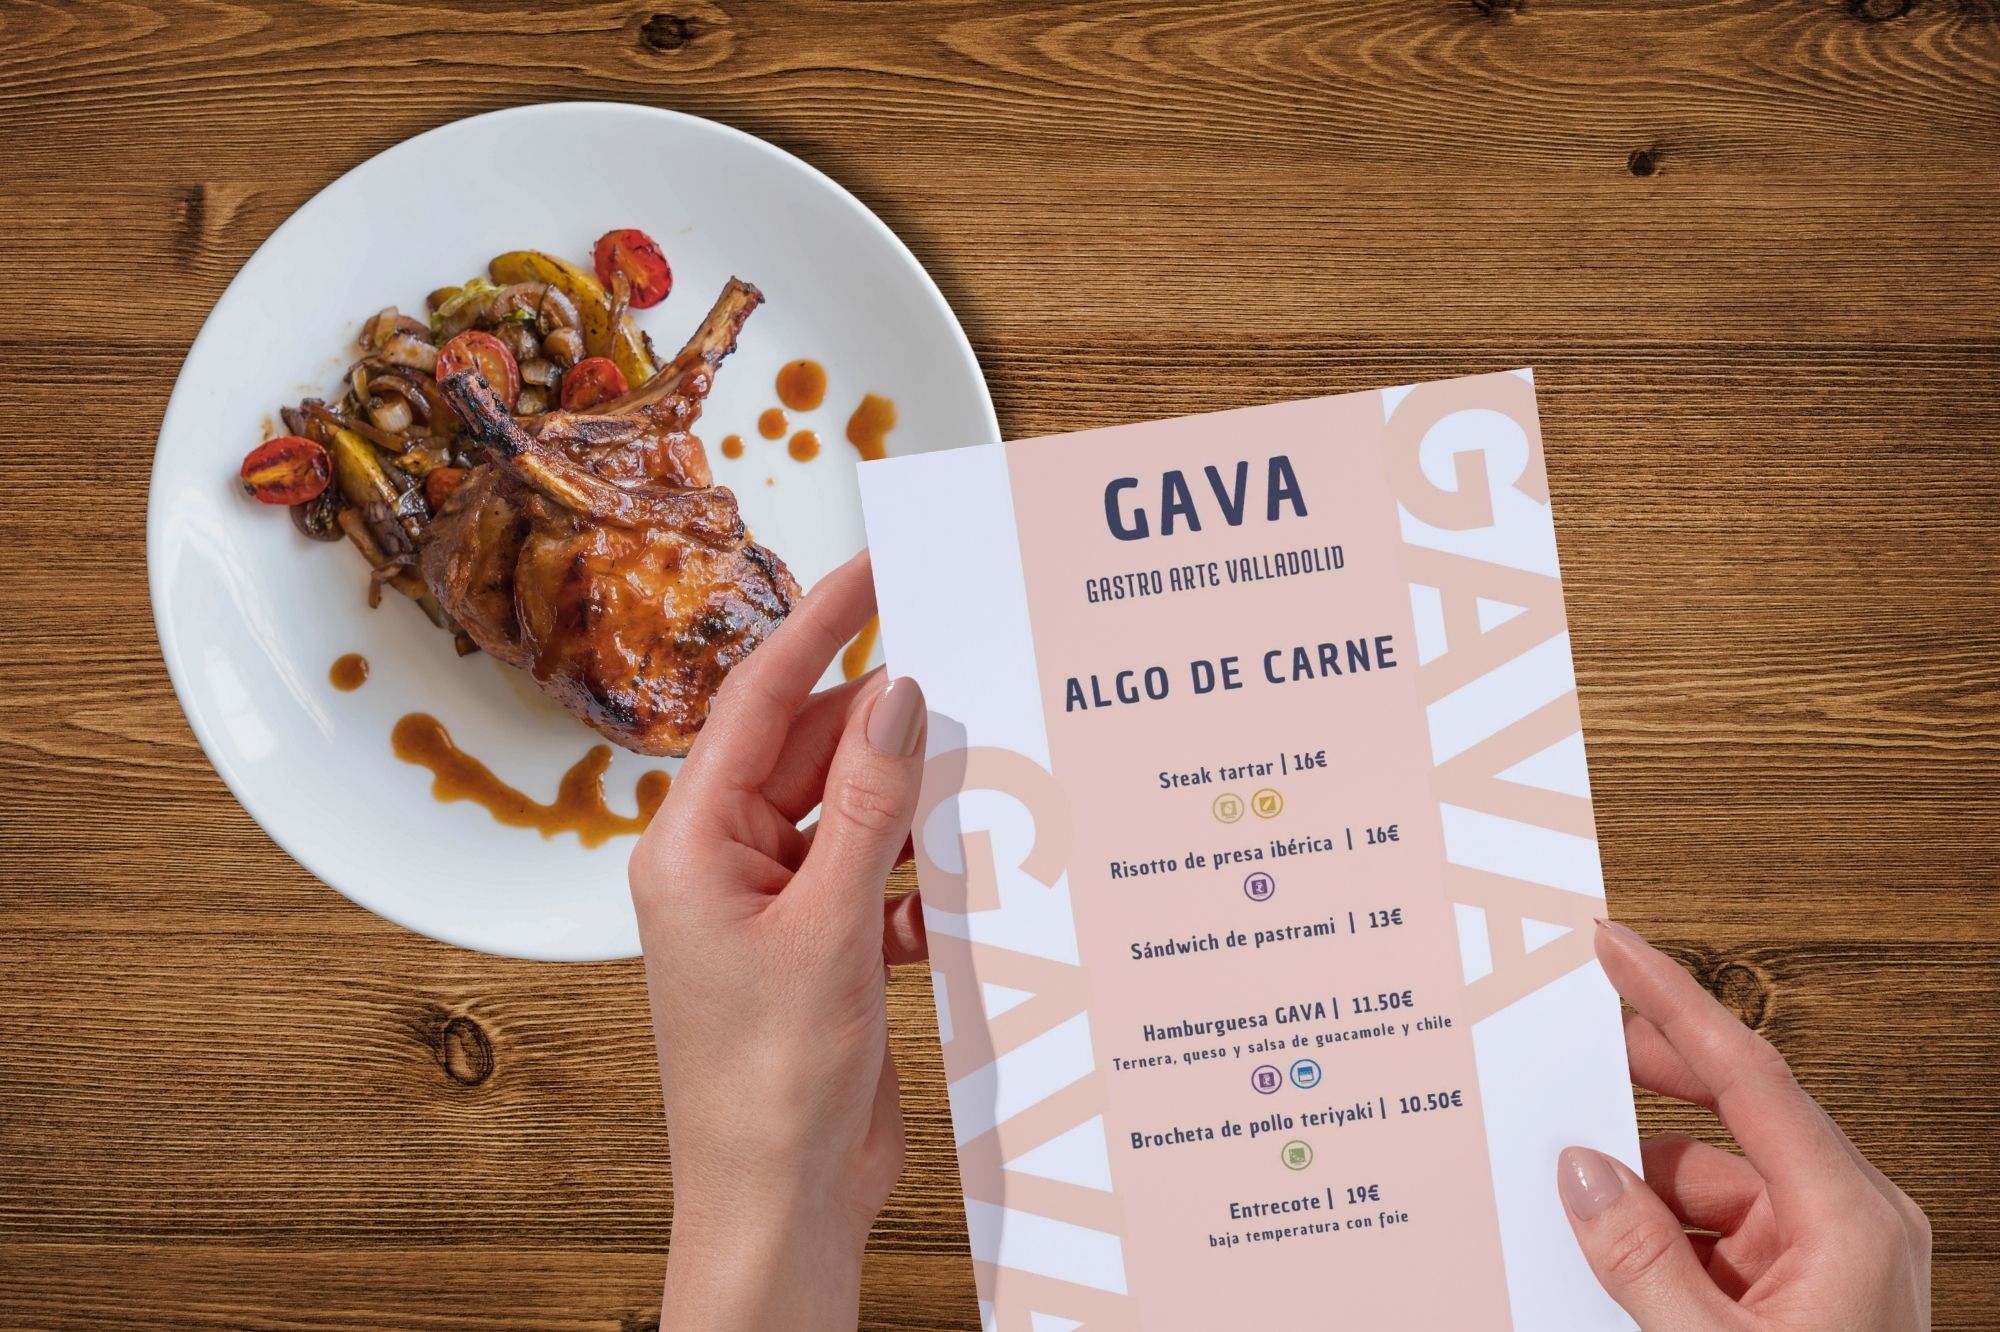 GAVA
GASTRO ARTE VALLADOLID
ALGO DE CARNE
Steak tartar | 16€
Risotto de presa ibérica | 16€
Sándwich de pastrami | 13€
Hamburguesa GAVA | 11.50€
Ternera, queso y salsa de guacamole y chile
Brocheta de pollo teriyaki | 10.50€
Entrecote | 19€
baja temperatura con foie
GAVA
GAVA